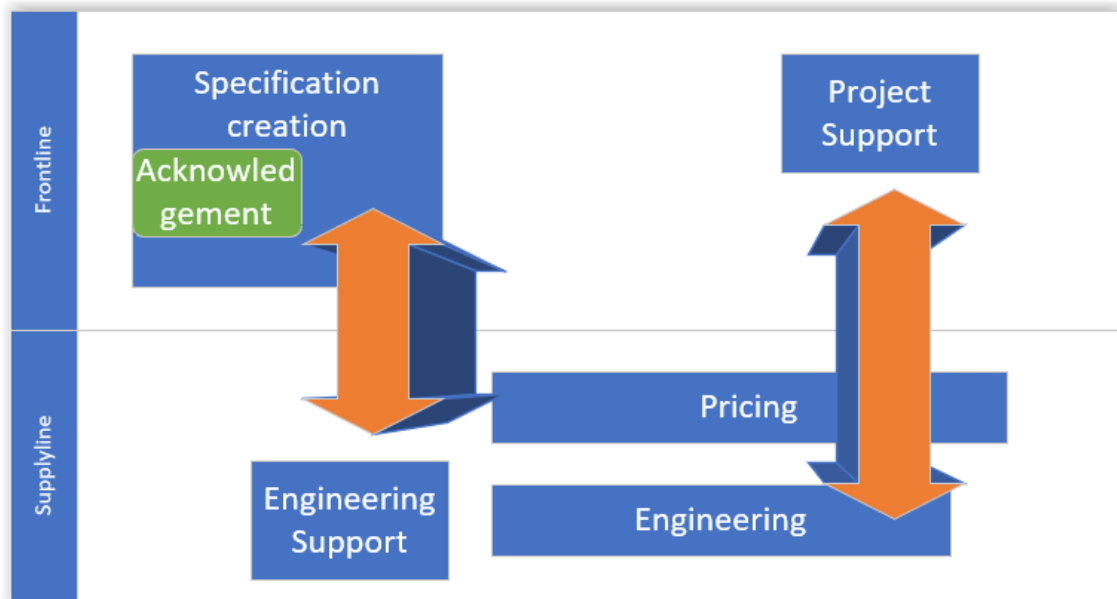 Frontline
Specification
creation
Acknowled
gement
Project
Support
Supplyline
Pricing
Engineering
Support
Engineering